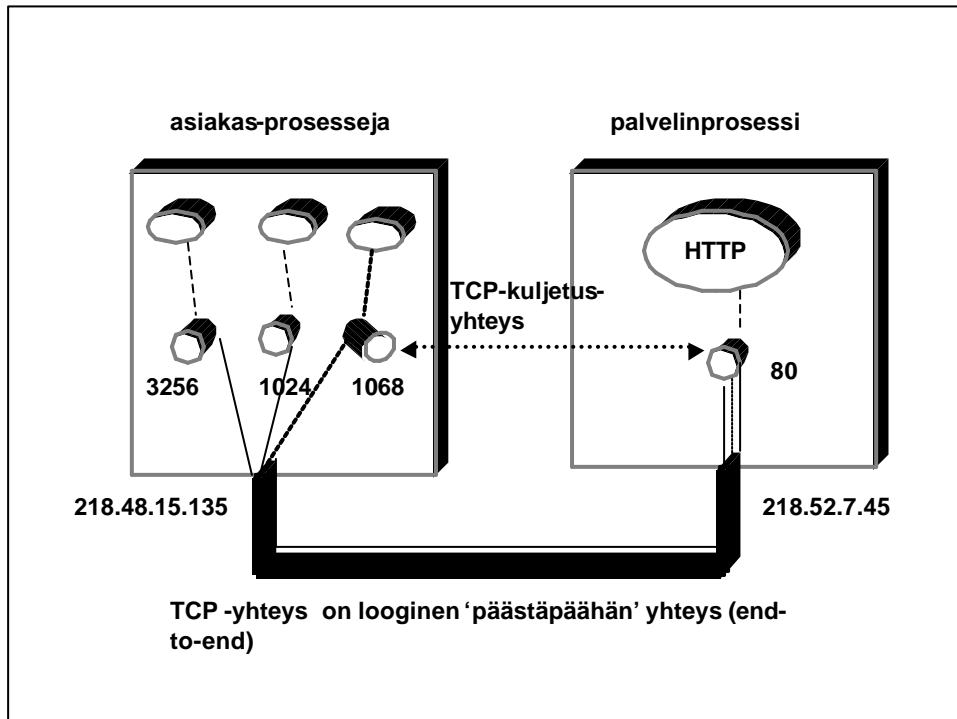 asiakas-prosesseja
palvelinprosessi
HTTP
TCP-kuljetus-
yhteys
3256
1024
1068
80
218.48.15.135
218.52.7.45
TCP -yhteys on looginen ‘päästäpäähän’ yhteys (end-
to-end)